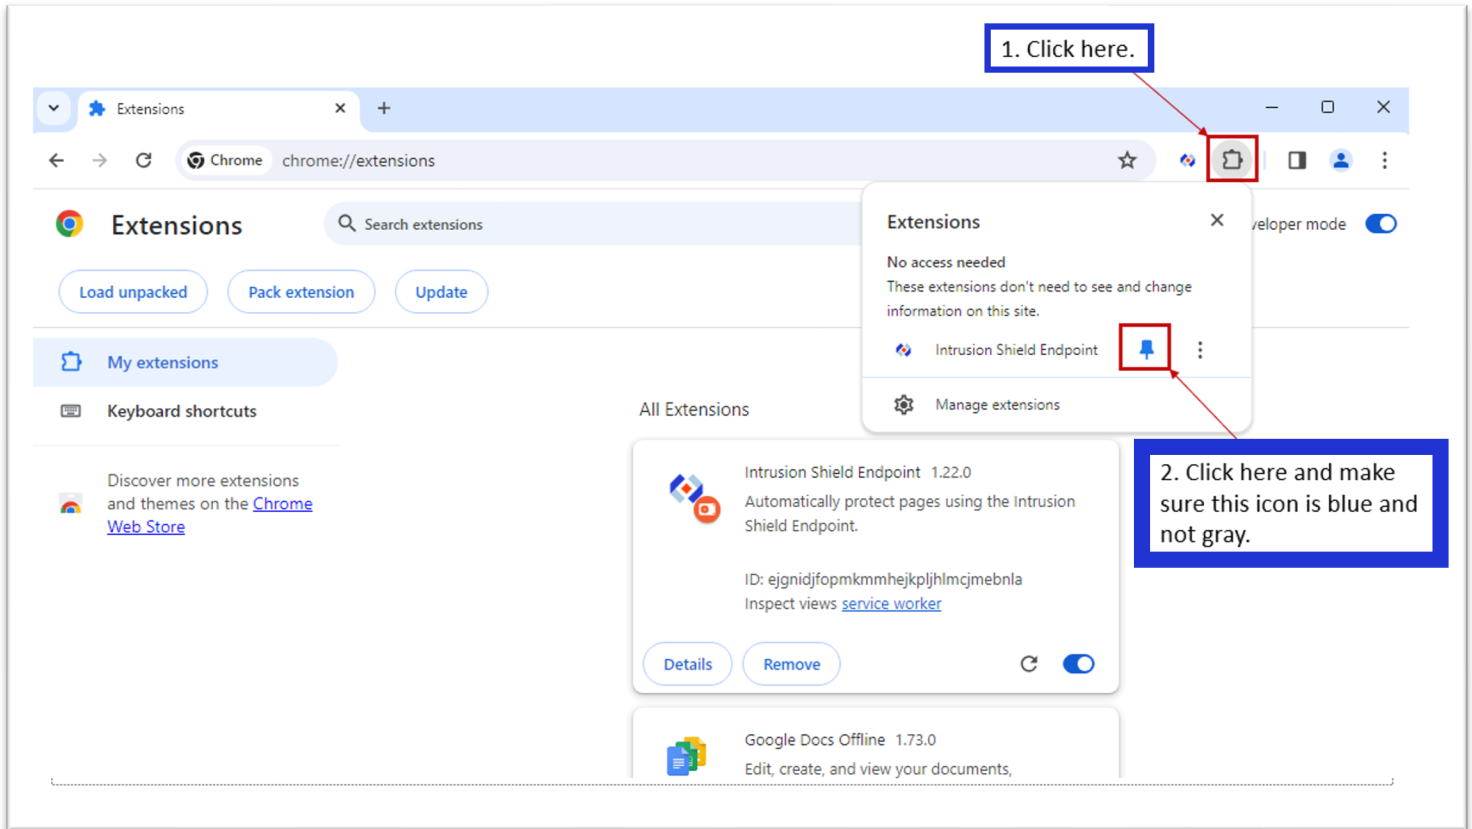 1. Click here.
Extensions
Chrome
chrome://extensions
Extensions
Search extensions
veloper mode
Load unpacked
Pack extension
Update
Extensions
No access needed
These extensions don't need to see and change
information on this site.
Intrusion Shield Endpoint
Manage extensions
My extensions
Keyboard shortcuts
Discover more extensions
and themes on the Chrome
Web Store
All Extensions
Intrusion Shield Endpoint 1.22.0
Automatically protect pages using the Intrusion
Shield Endpoint.
ID: ejgnidjfopmkmmhejkpljhlmcjmebnla
Inspect views service worker
Details
Remove
2. Click here and make
sure this icon is blue and
not gray.
Google Docs Offline 1.73.0
Edit, create, and view your documents,